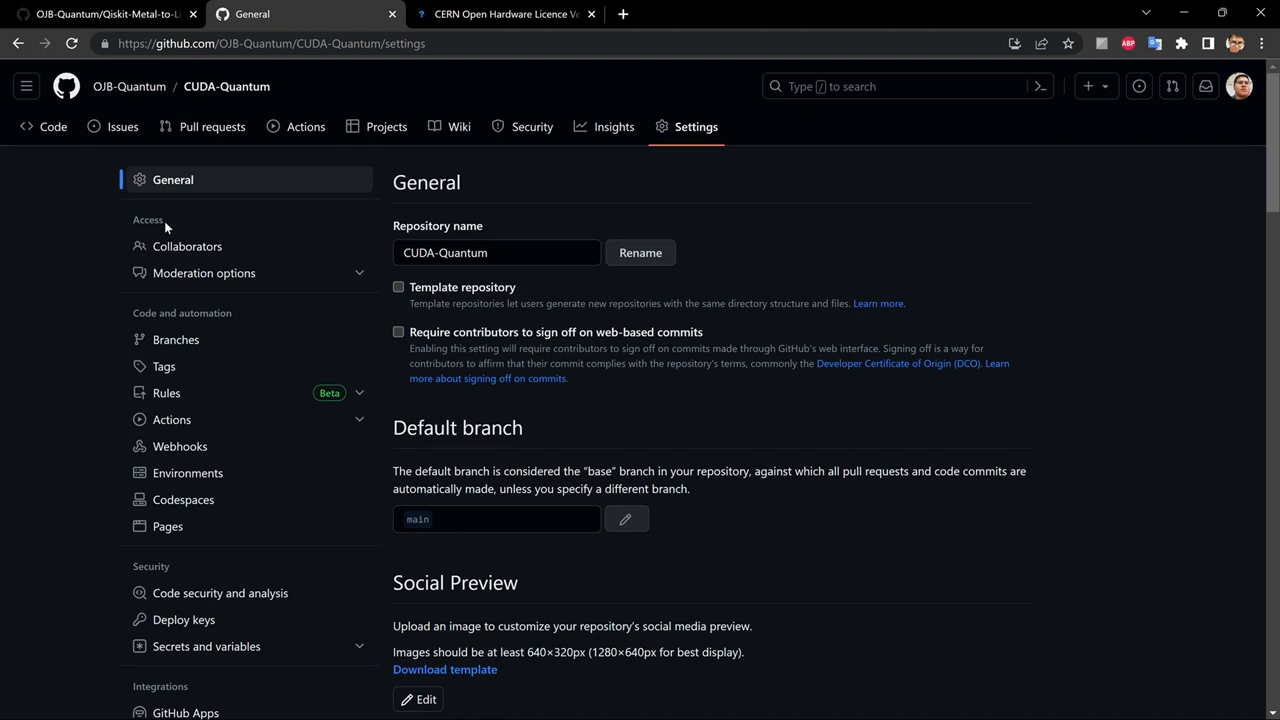 OJB-Quantum/Qiskit-Metal-to-Li
General
CERN Open Hardware Licence Ve
https://github.com/OJB-Quantum/CUDA-Quantum/settings
ABP
OJB-Quantum / CUDA-Quantum
Type / to search
Code
Issues
Pull requests
Actions
Projects
Wiki
Security
Insights
Settings
General
Access
Collaborators
Moderation options
Code and automation
Branches
Tags
Rules Beta
Actions
Webhooks
Environments
Codespaces
Pages
Security
Code security and analysis
Deploy keys
Secrets and variables
Integrations
GitHub Apps
General
Repository name
CUDA-Quantum Rename
Template repository
Template repositories let users generate new repositories with the same directory structure and files. Learn more.
Require contributors to sign off on web-based commits
Enabling this setting will require contributors to sign off on commits made through GitHub's web interface. Signing off is a way for
contributors to affirm that their commit complies with the repository's terms, commonly the Developer Certificate of Origin (DCO). Learn
more about signing off on commits.
Default branch
The default branch is considered the “base” branch in your repository, against which all pull requests and code commits are
automatically made, unless you specify a different branch.
main
Social Preview
Upload an image to customize your repository's social media preview.
Images should be at least 640×320px (1280×640px for best display).
Download template
Edit